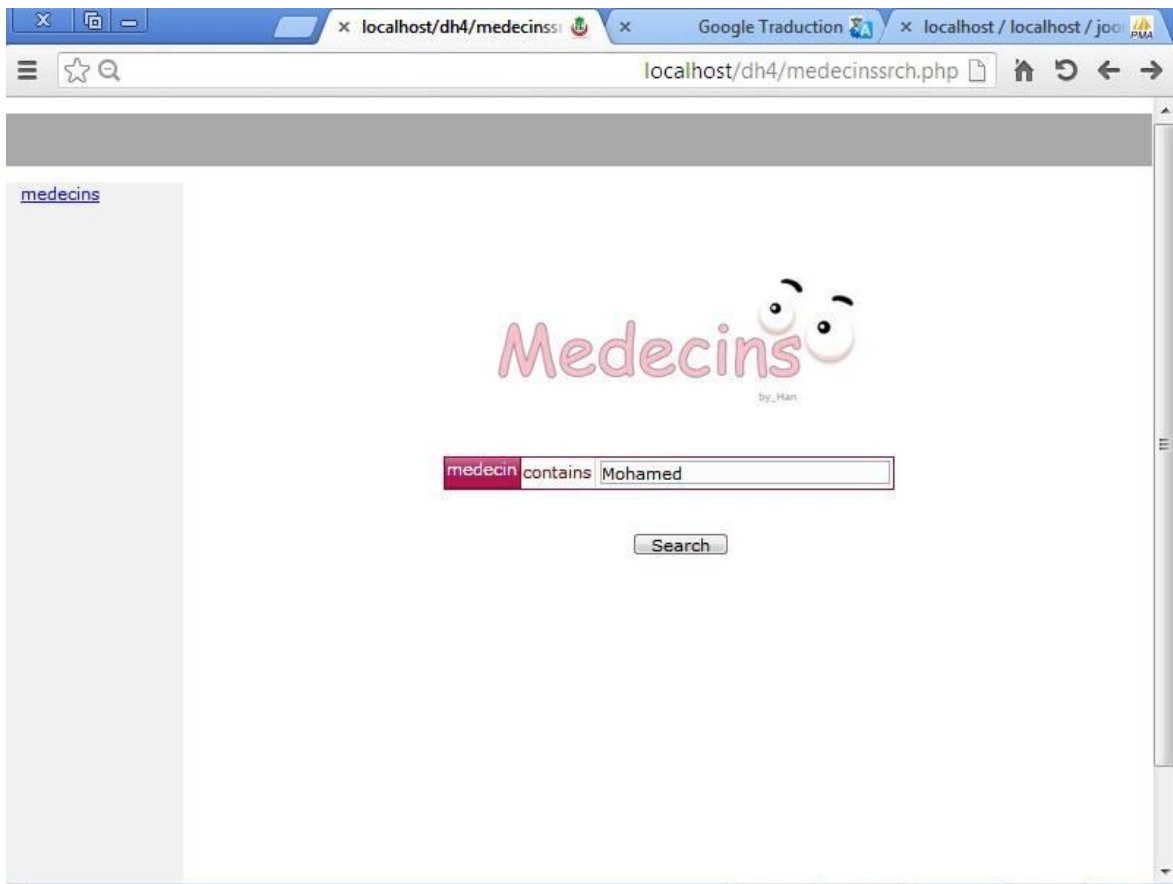 localhost/dh4/medecinss
Google Traduction
localhost / localhost / joo
PMA
localhost/dh4/medecinssrch.php
medecins
Medecins
by_Han
medecin contains Mohamed
Search